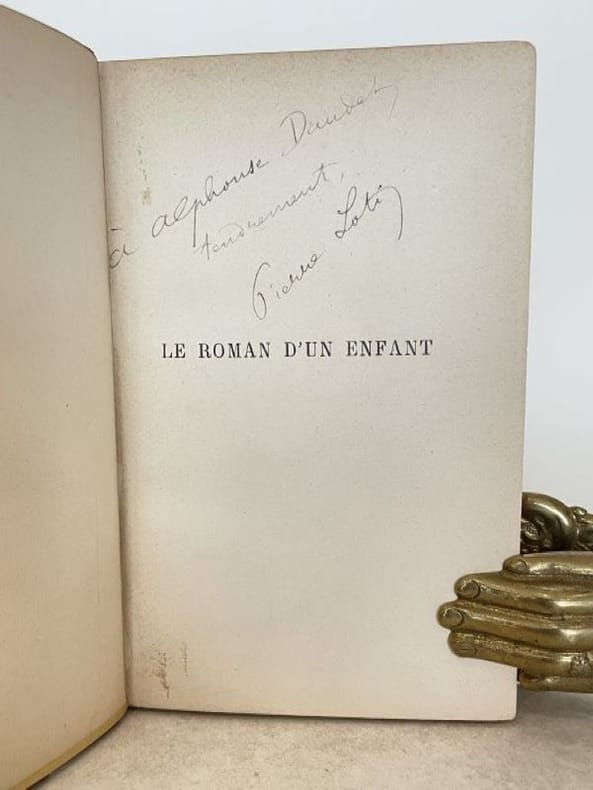 à Alphonse Daudet,
tendrement,
Pierre Loti
LE ROMAN D'UN ENFANT